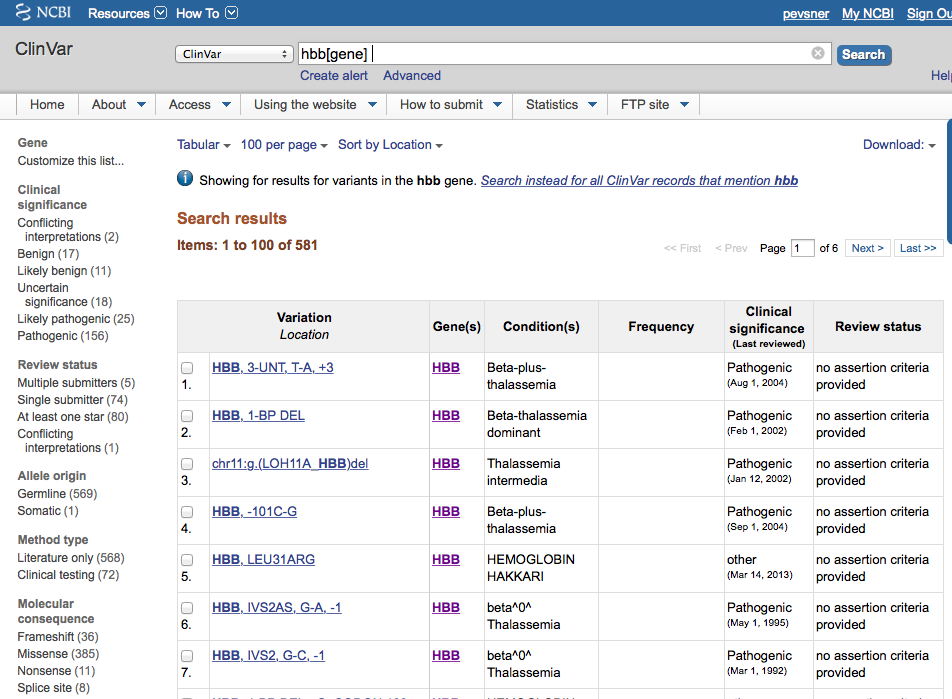 NCBI Resources How To pevsner My NCBI Sign Ou
ClinVar ClinVar hbb[gene] Search
Create alert Advanced Hel
Home About Access Using the website How to submit Statistics FTP site
Gene
Customize this list...
Clinical
significance
Conflicting
interpretations (2)
Benign (17)
Likely benign (11)
Uncertain
significance (18)
Likely pathogenic (25)
Pathogenic (156)
Review status
Multiple submitters (5)
Single submitter (74)
At least one star (80)
Conflicting
interpretations (1)
Allele origin
Germline (569)
Somatic (1)
Method type
Literature only (568)
Clinical testing (72)
Molecular
consequence
Frameshift (36)
Missense (385)
Nonsense (11)
Splice site (8)
Tabular 100 per page Sort by Location Download:
i Showing for results for variants in the hbb gene. Search instead for all ClinVar records that mention hbb
Search results
Items: 1 to 100 of 581
<< First < Prev Page 1 of 6 Next > Last >>
Variation
Location
Gene(s)
Condition(s)
Frequency
Clinical
significance
(Last reviewed)
Review status
1. HBB, 3-UNT, T-A, +3 HBB Beta-plus- Pathogenic no assertion criteria
thalassemia (Aug 1, 2004) provided
2. HBB, 1-BP DEL HBB Beta-thalassemia Pathogenic no assertion criteria
dominant (Feb 1, 2002) provided
3. chr11:g.(LOH11A_HBB)del HBB Thalassemia Pathogenic no assertion criteria
intermedia (Jan 12, 2002) provided
4. HBB, -101C-G HBB Beta-plus- Pathogenic no assertion criteria
thalassemia (Sep 1, 2004) provided
5. HBB, LEU31ARG HBB HEMOGLOBIN other no assertion criteria
HAKKARI (Mar 14, 2013) provided
6. HBB, IVS2AS, G-A, -1 HBB beta^0^ Pathogenic no assertion criteria
Thalassemia (May 1, 1995) provided
7. HBB, IVS2, G-C, -1 HBB beta^0^ Pathogenic no assertion criteria
Thalassemia (Mar 1, 1992) provided